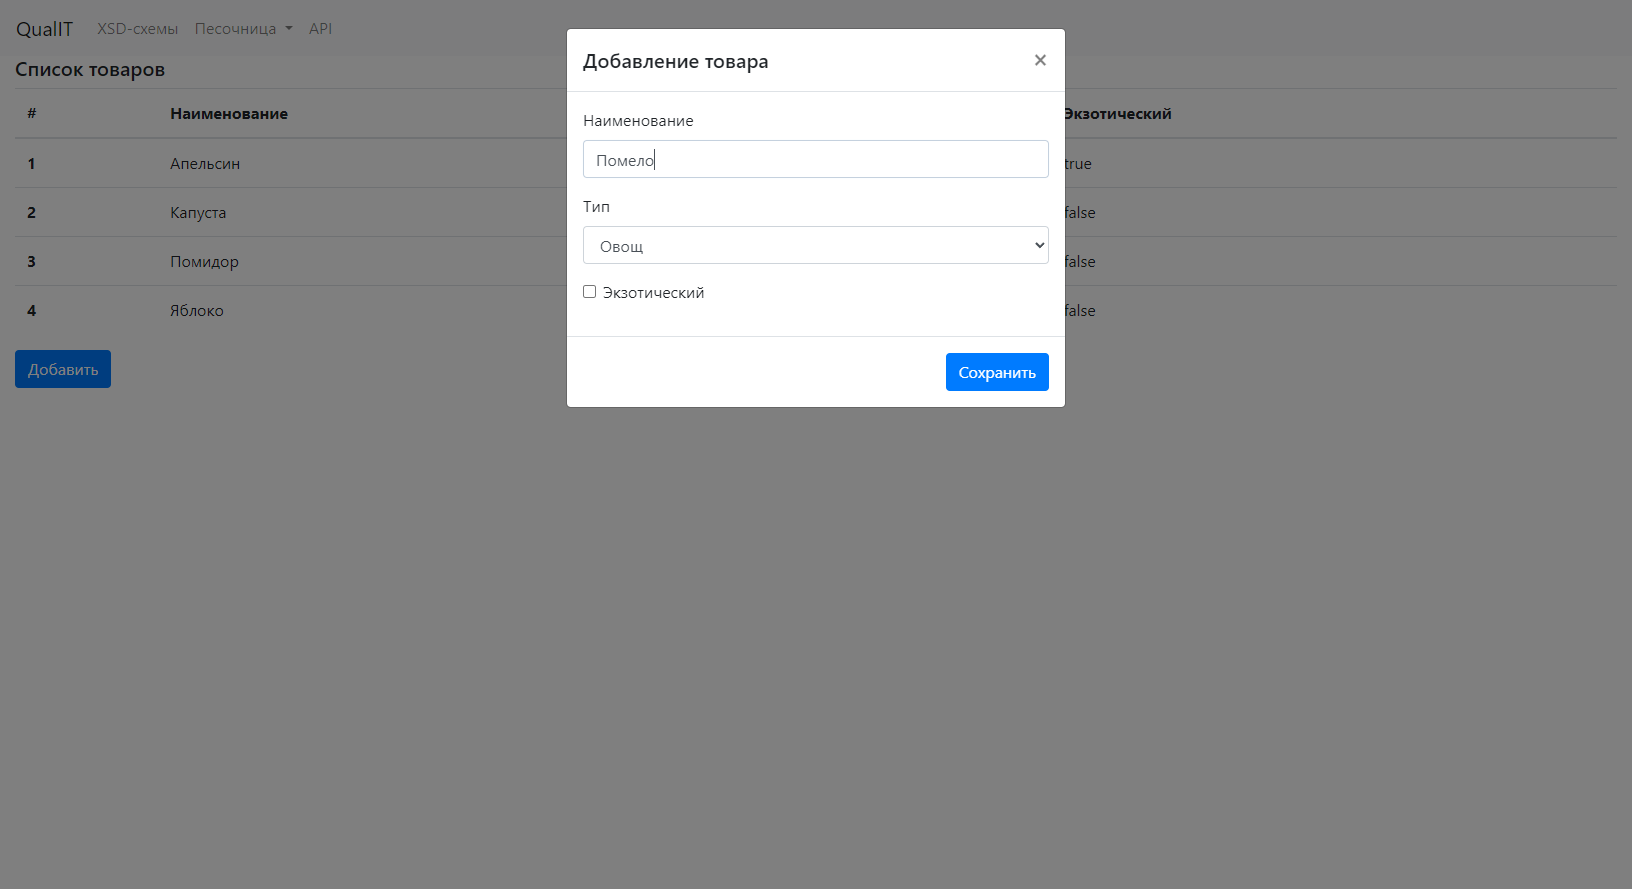 QualIT XSD-схемы Песочница API
Список товаров
# Наименование Экзотический
1 Апельсин true
2 Капуста false
3 Помидор false
4 Яблоко false
Добавить
Добавление товара ×
Наименование
Помело
Тип
Овощ
Экзотический
Сохранить